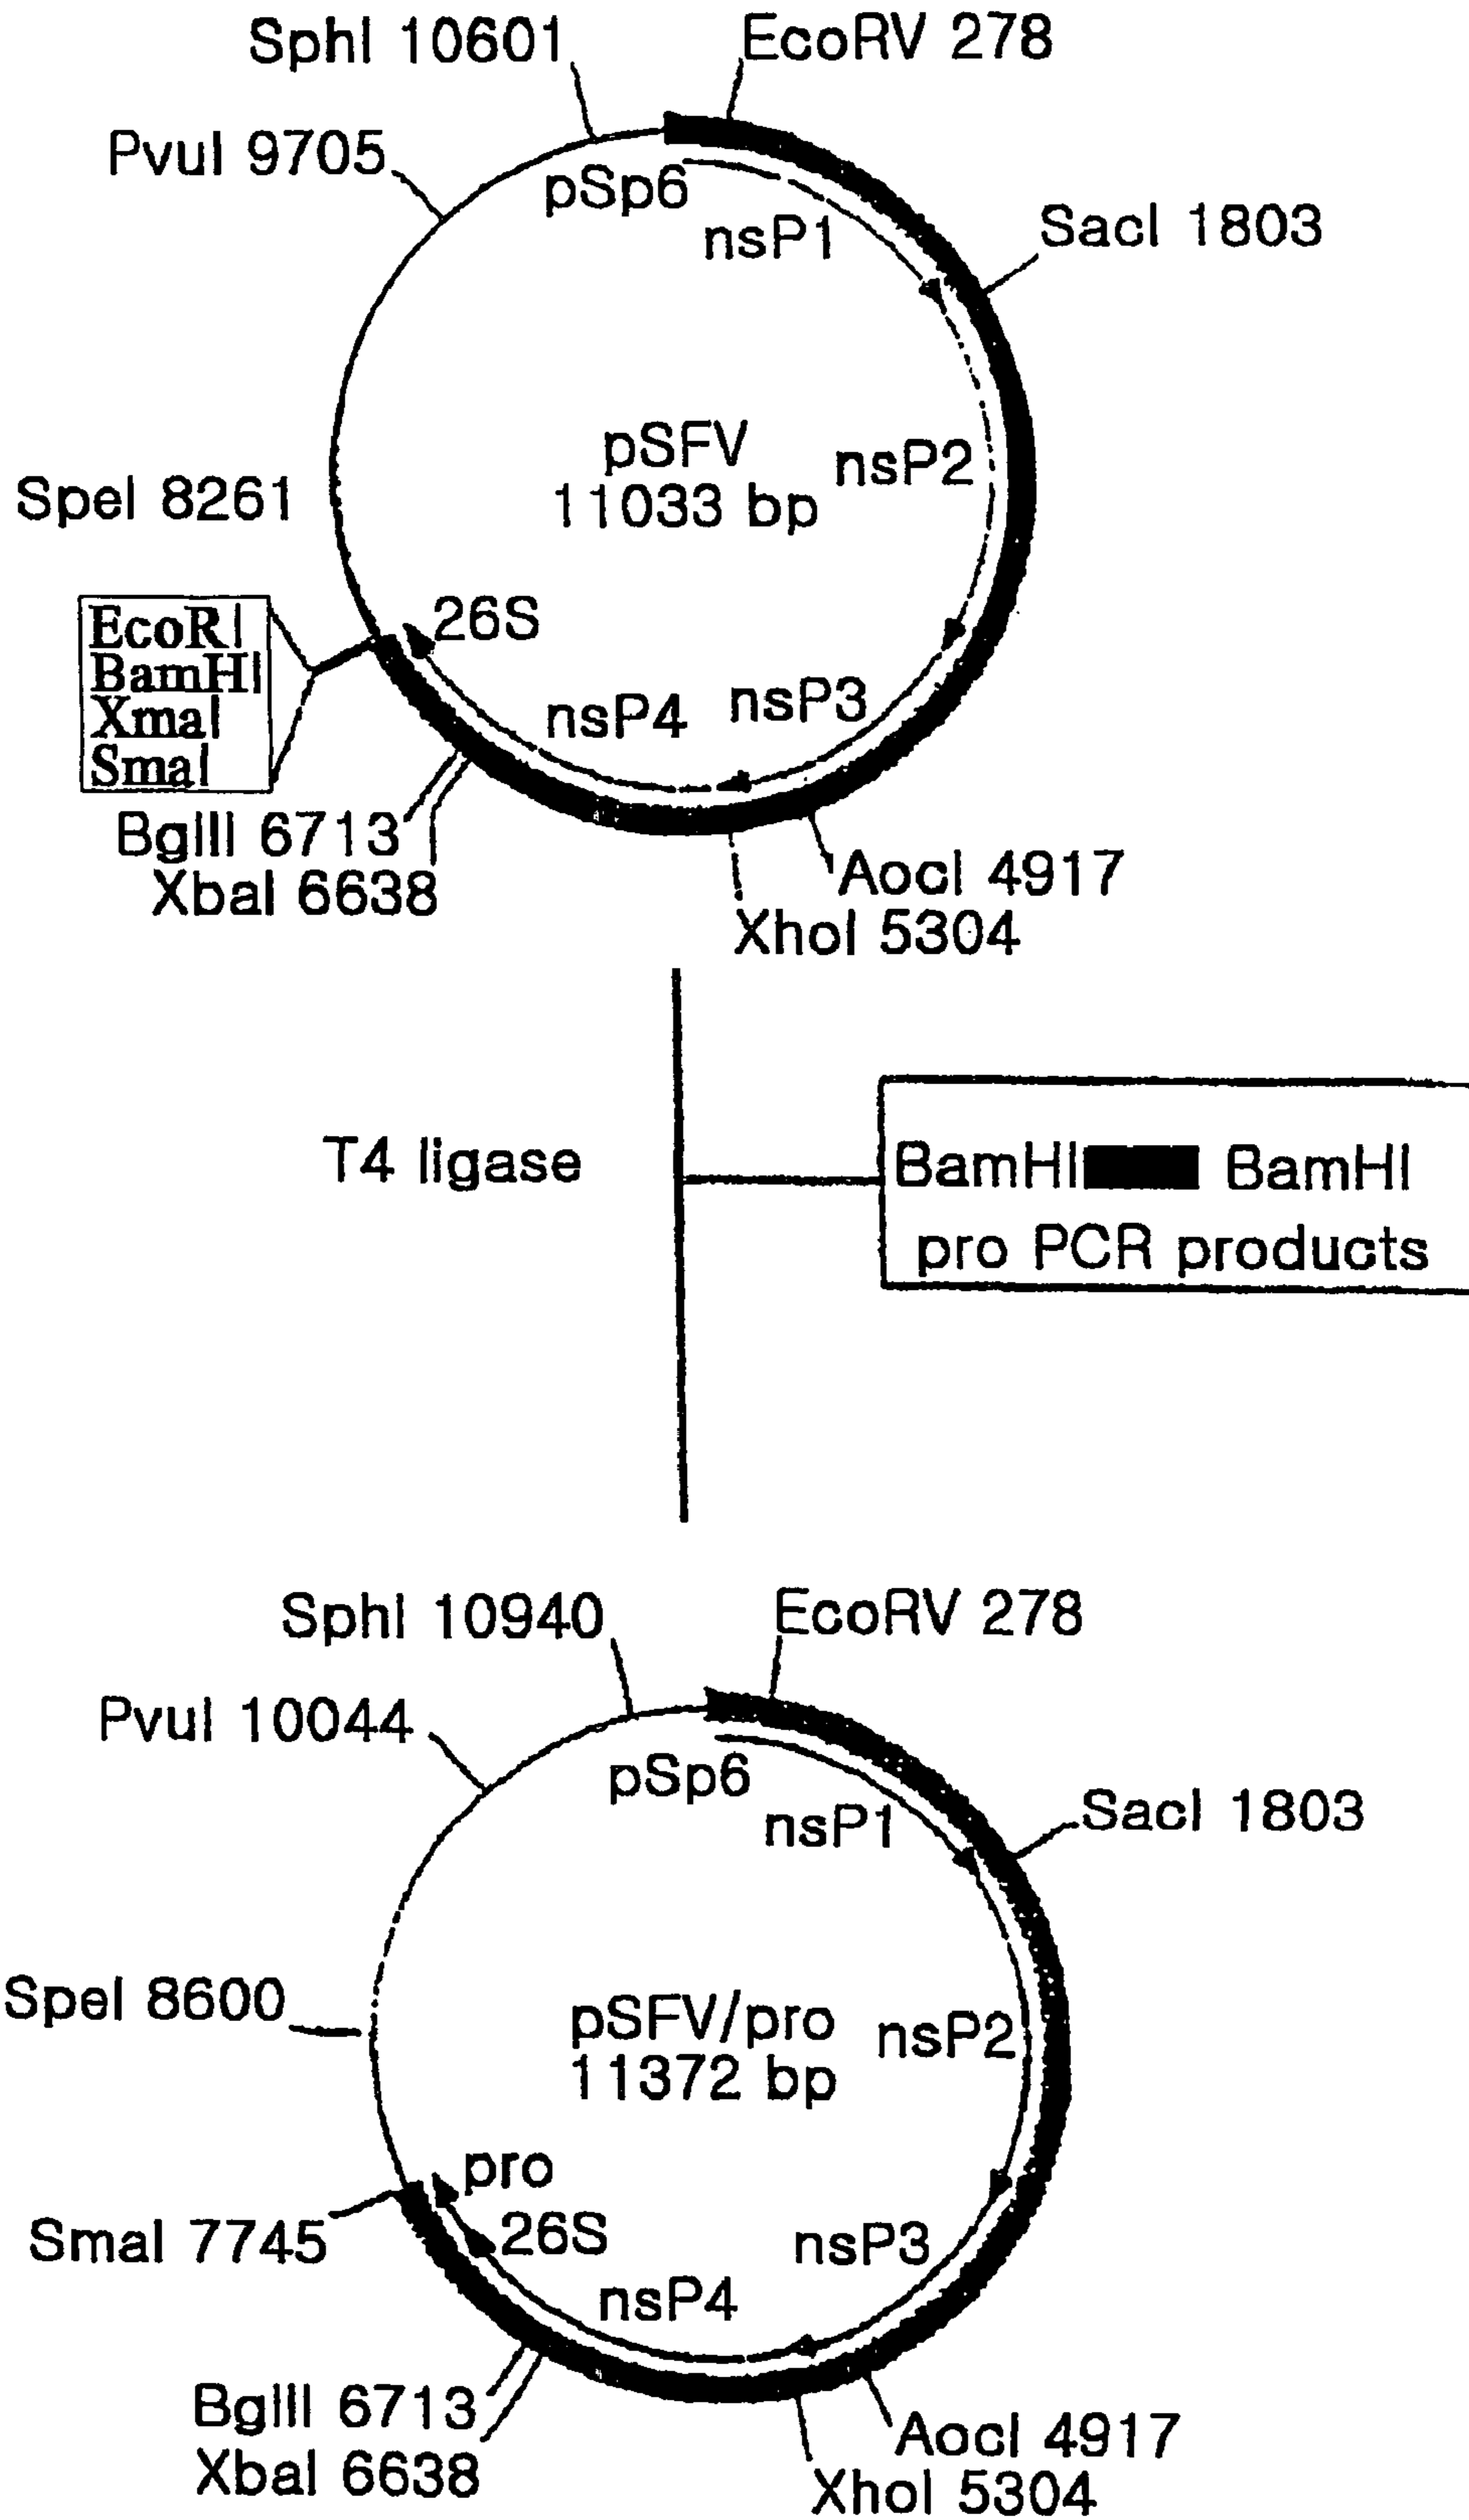 SphI 10601
EcoRV 278
PvuI 9705
pSp6
nsP1
SacI 1803
pSFV
11033 bp
nsP2
SpeI 8261
EcoRI
BamHI
XmaI
SmaI
26S
nsP4
nsP3
BglII 6713
XbaI 6638
AocI 4917
XhoI 5304
T4 ligase
BamHI BamHI
pro PCR products
SphI 10940
EcoRV 278
PvuI 10044
pSp6
nsP1
SacI 1803
SpeI 8600
pSFV/pro
11372 bp
nsP2
pro
26S
SmaI 7745
nsP3
nsP4
BglII 6713
XbaI 6638
AocI 4917
XhoI 5304